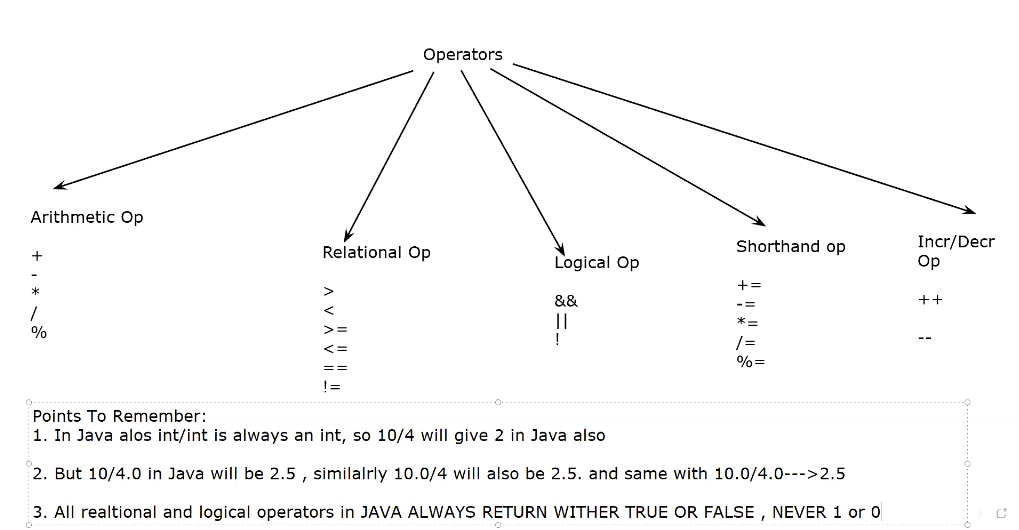 Operators
Arithmetic Op
+
-
*
/
%
Relational Op
>
<
>=
<=
==
!=
Logical Op
&&
||
!
Shorthand op
+=
-=
*=
/=
%=
Incr/Decr
Op
++
--
Points To Remember:
1. In Java alos int/int is always an int, so 10/4 will give 2 in Java also
2. But 10/4.0 in Java will be 2.5 , similalrly 10.0/4 will also be 2.5. and same with 10.0/4.0--->2.5
3. All realtional and logical operators in JAVA ALWAYS RETURN WITHER TRUE OR FALSE , NEVER 1 or 0